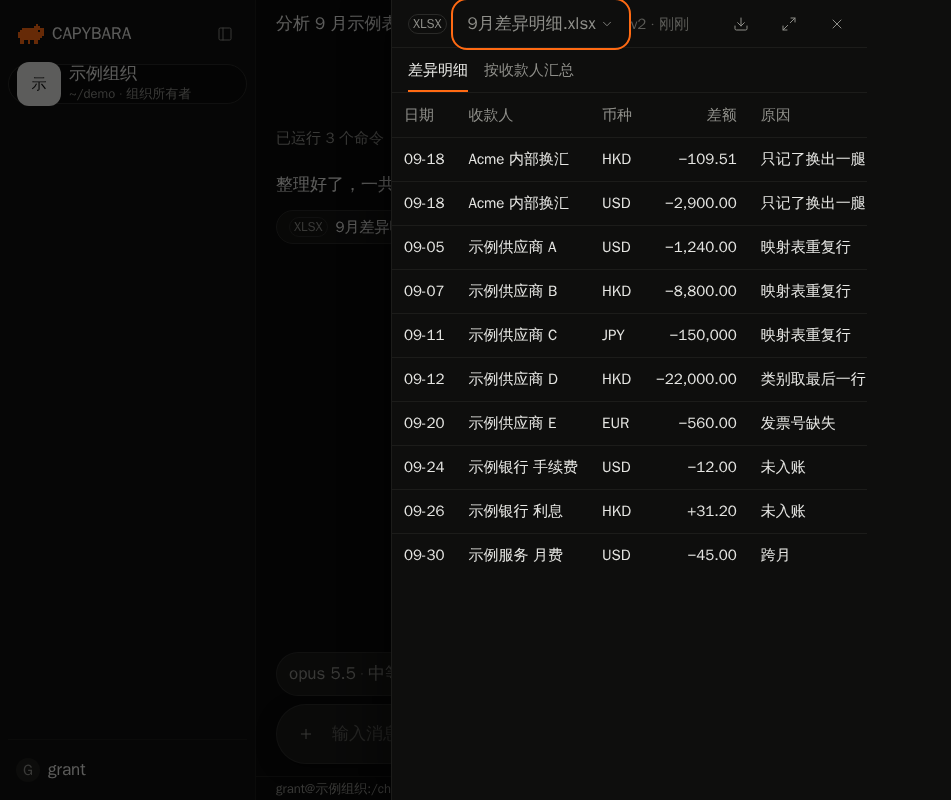 CAPYBARA
示
示例组织
~/demo · 组织所有者
G grant
分析 9 月示例表
已运行 3 个命令
整理好了，一共
XLSX 9月差异
opus 5.5 · 中等
+ 输入消息
grant@示例组织:/ch
XLSX 9月差异明细.xlsx v2 · 刚刚
差异明细 按收款人汇总
日期 收款人 币种 差额 原因
09-18 Acme 内部换汇 HKD −109.51 只记了换出一腿
09-18 Acme 内部换汇 USD −2,900.00 只记了换出一腿
09-05 示例供应商 A USD −1,240.00 映射表重复行
09-07 示例供应商 B HKD −8,800.00 映射表重复行
09-11 示例供应商 C JPY −150,000 映射表重复行
09-12 示例供应商 D HKD −22,000.00 类别取最后一行
09-20 示例供应商 E EUR −560.00 发票号缺失
09-24 示例银行 手续费 USD −12.00 未入账
09-26 示例银行 利息 HKD +31.20 未入账
09-30 示例服务 月费 USD −45.00 跨月